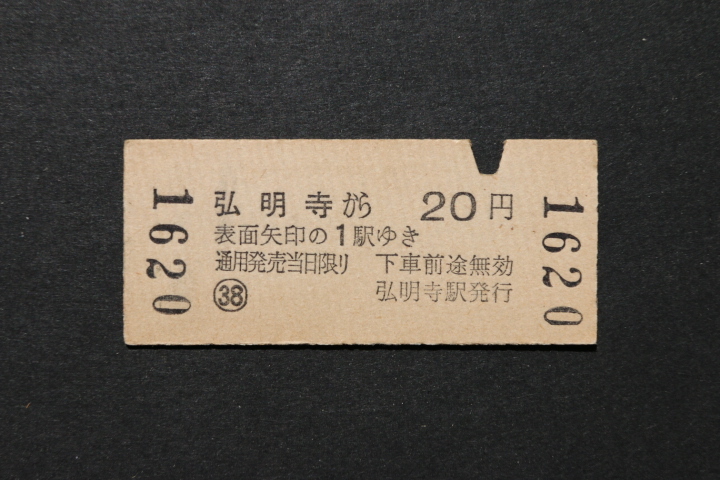 1620
弘明寺から 20円
表面矢印の1駅ゆき
通用発売当日限り 下車前途無効
㊳ 弘明寺駅発行
1620